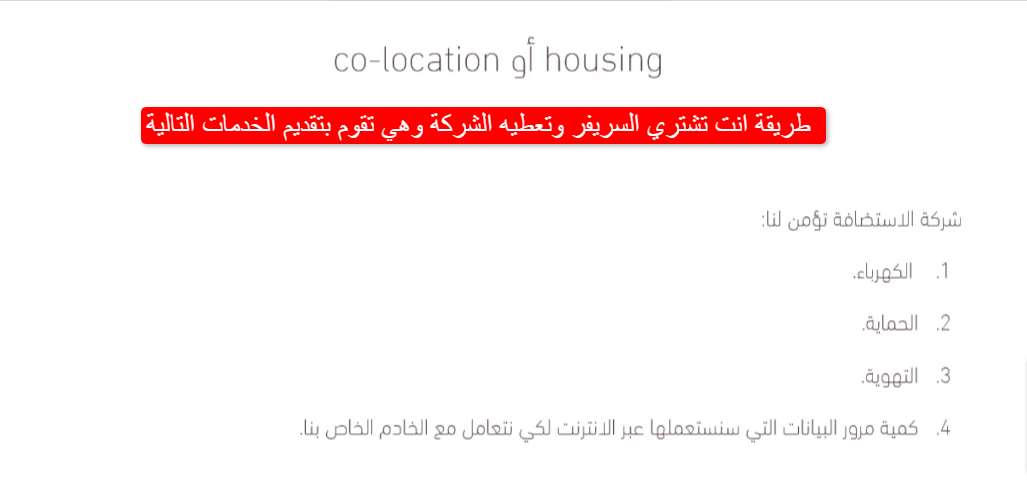 housing أو co-location
طريقة انت تشتري السريفر وتعطيه الشركة وهي تقوم بتقديم الخدمات التالية
شركة الاستضافة تؤمن لنا:
1. الكهرباء.
2. الحماية.
3. التهوية.
4. كمية مرور البيانات التي سنستعملها عبر الانترنت لكي نتعامل مع الخادم الخاص بنا.